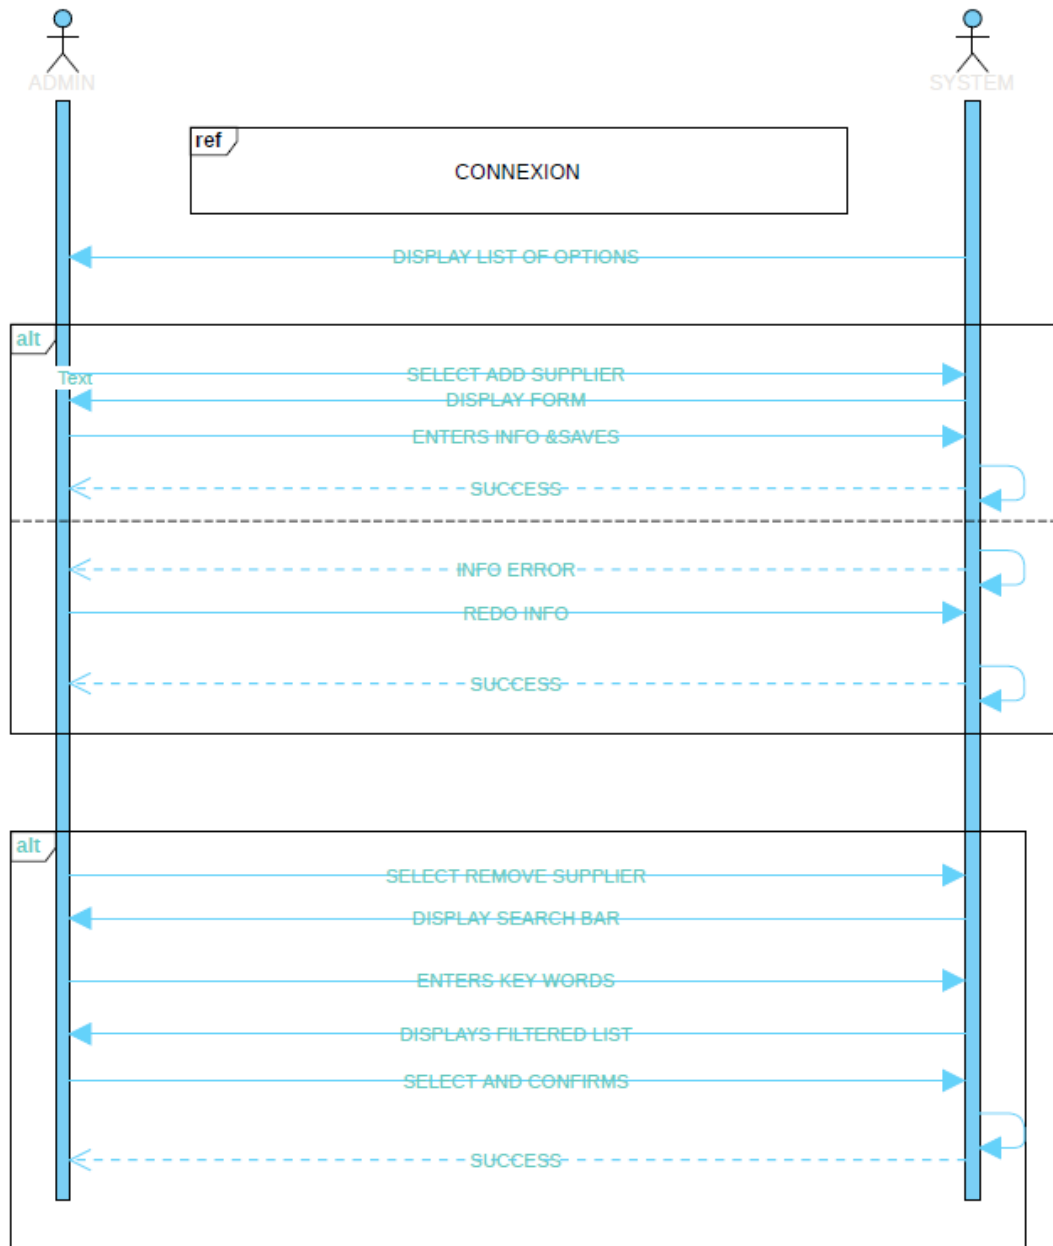 ADMIN
SYSTEM
ref
CONNEXION
DISPLAY LIST OF OPTIONS
alt
Text
SELECT ADD SUPPLIER
DISPLAY FORM
ENTERS INFO &SAVES
SUCCESS
INFO ERROR
REDO INFO
SUCCESS
alt
SELECT REMOVE SUPPLIER
DISPLAY SEARCH BAR
ENTERS KEY WORDS
DISPLAYS FILTERED LIST
SELECT AND CONFIRMS
SUCCESS